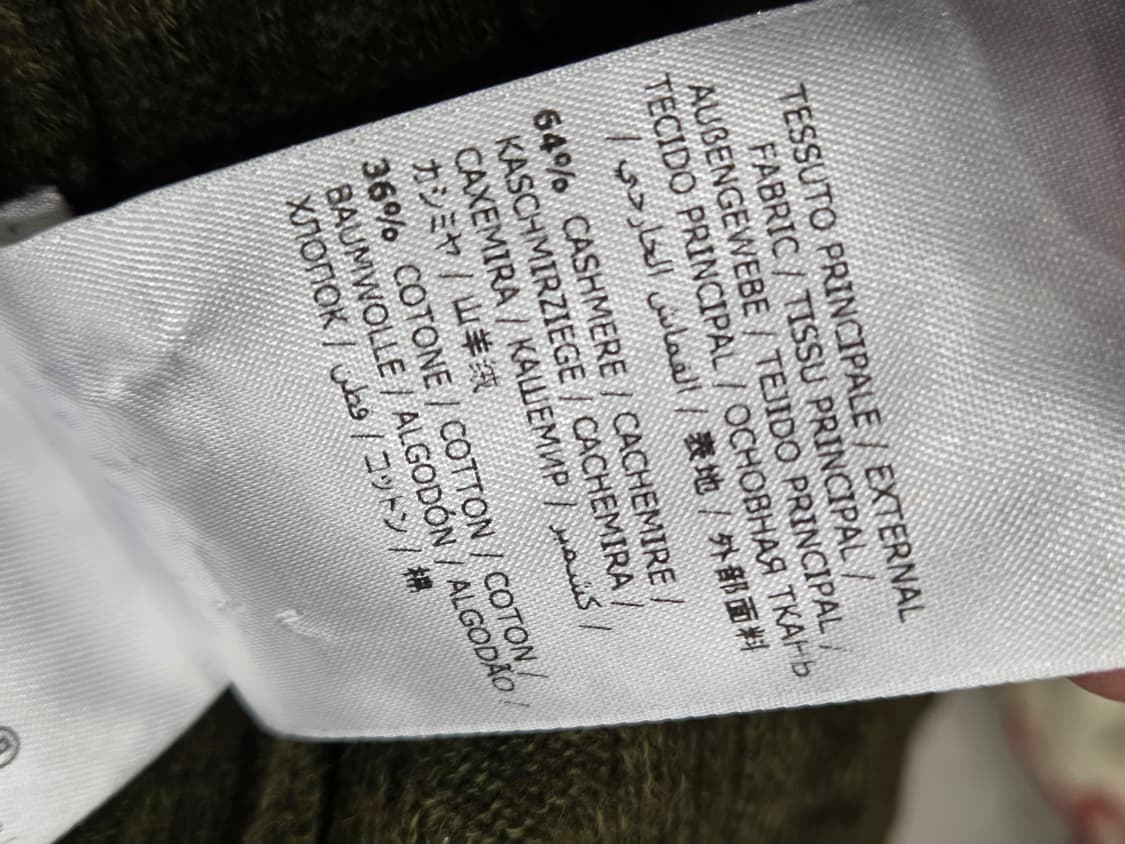 TESSUTO PRINCIPALE / EXTERNAL
FABRIC / TISSU PRINCIPAL /
AUßENGEWEBE / TEJIDO PRINCIPAL /
TECIDO PRINCIPAL / ОСНОВНАЯ ТКАНЬ
/ القماش الخارجي / 表地 / 外部面料
64% CASHMERE / CACHEMIRE /
KASCHMIRZIEGE / CACHEMIRA /
CAXEMIRA / КАШЕМИР / كشمير /
カシミヤ / 山羊绒
36% COTONE / COTTON / COTON /
BAUMWOLLE / ALGODÓN / ALGODÃO /
ХЛОПОК / قطن / コットン / 棉